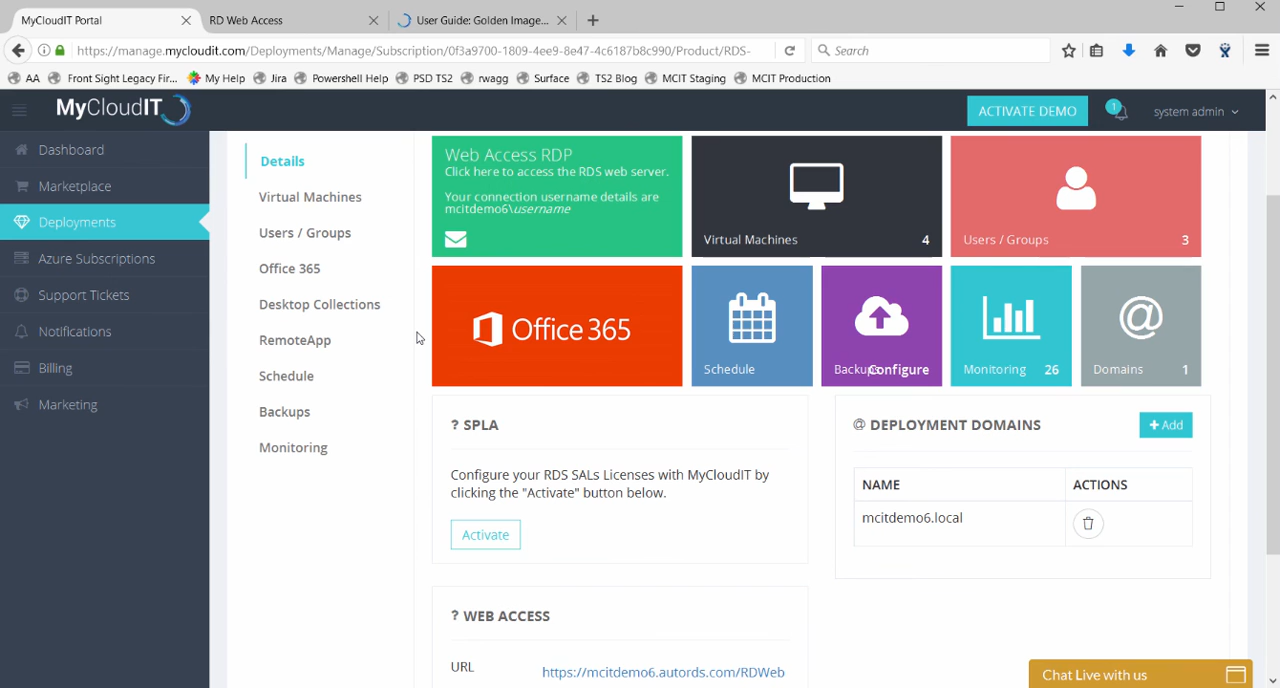 MyCloudIT Portal
RD Web Access
User Guide: Golden Image...
https://manage.mycloudit.com/Deployments/Manage/Subscription/0f3a9700-1809-4ee9-8e47-4c6187b8c990/Product/RDS-
Search
AA
Front Sight Legacy Fir...
My Help
Jira
Powershell Help
PSD TS2
rwagg
Surface
TS2 Blog
MCIT Staging
MCIT Production
MyCloudIT
ACTIVATE DEMO
1
system admin
Dashboard
Marketplace
Deployments
Azure Subscriptions
Support Tickets
Notifications
Billing
Marketing
Details
Virtual Machines
Users / Groups
Office 365
Desktop Collections
RemoteApp
Schedule
Backups
Monitoring
Web Access RDP
Click here to access the RDS web server.
Your connection username details are
mcitdemo6\username
Virtual Machines 4
Users / Groups 3
Office 365
Schedule
Backups Configure
Monitoring 26
@
Domains 1
? SPLA
Configure your RDS SALs Licenses with MyCloudIT by
clicking the "Activate" button below.
Activate
@ DEPLOYMENT DOMAINS
+ Add
NAME ACTIONS
mcitdemo6.local
? WEB ACCESS
URL https://mcitdemo6.autords.com/RDWeb
Chat Live with us